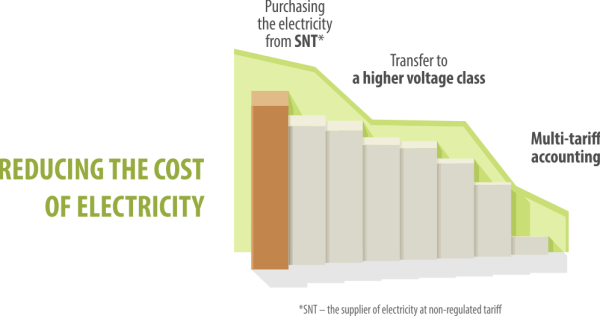 Purchasing
the electricity
from SNT*
Transfer to
a higher voltage class
Multi-tariff
accounting
REDUCING THE COST
OF ELECTRICITY
*SNT – the supplier of electricity at non-regulated tariff